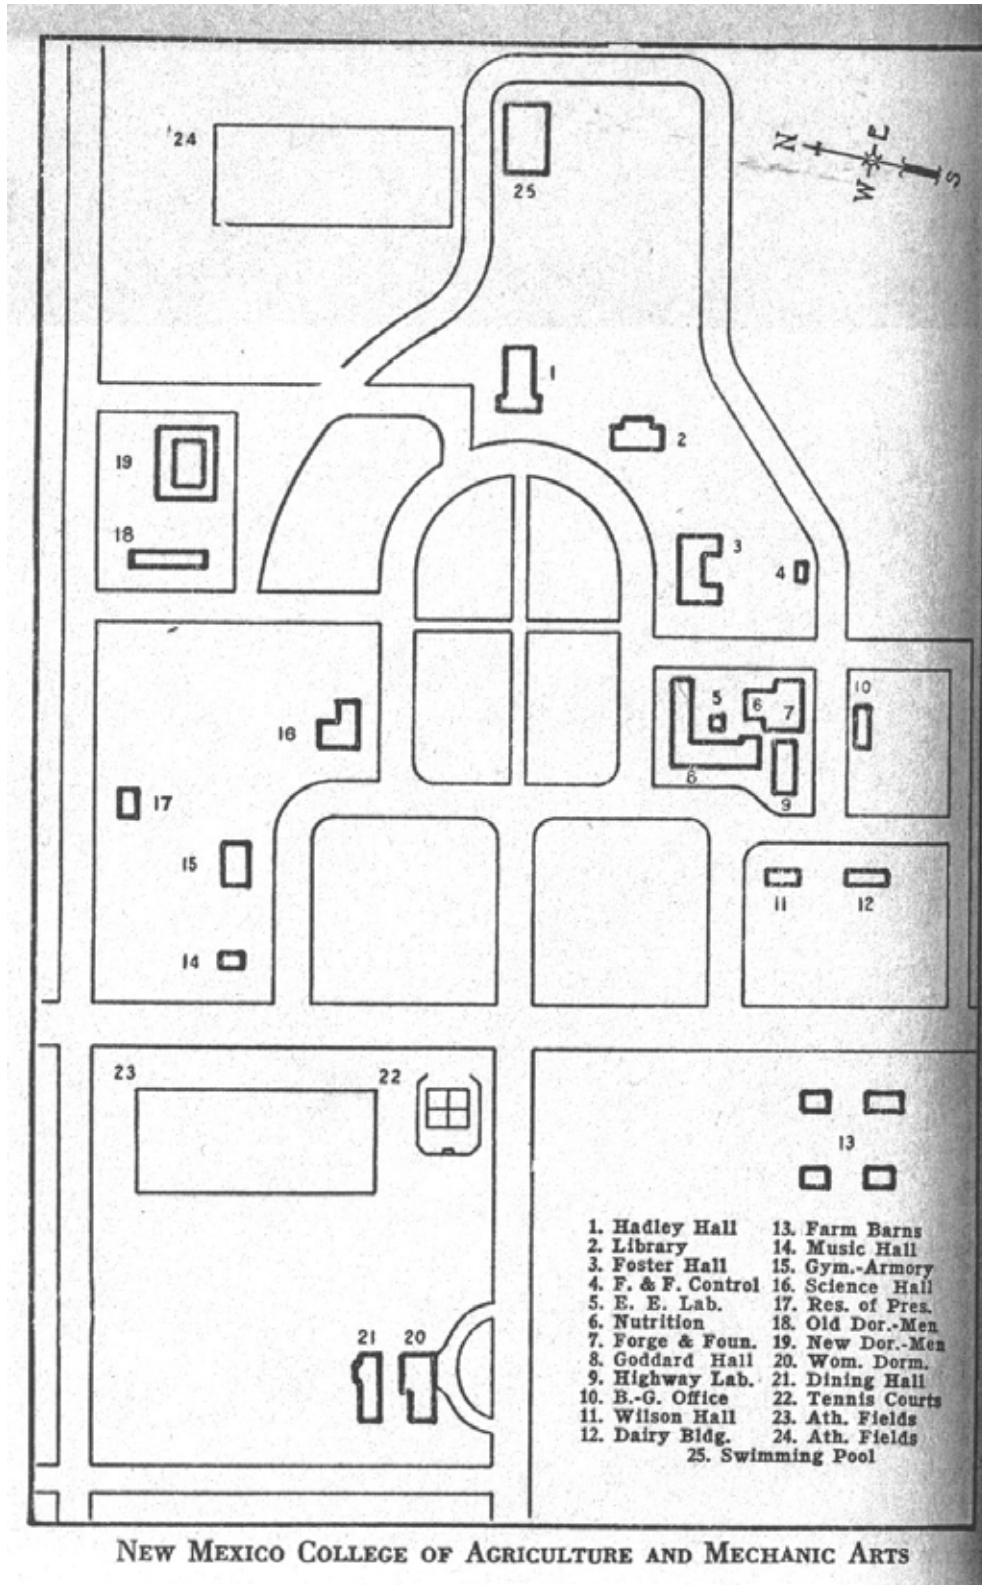 24
25
N
E
W
S
1
2
19
18
3
4
16
5
6
7
10
8
9
17
15
11
12
14
23
22
13
21
20
1. Hadley Hall
2. Library
3. Foster Hall
4. F. & F. Control
5. E. E. Lab.
6. Nutrition
7. Forge & Foun.
8. Goddard Hall
9. Highway Lab.
10. B.-G. Office
11. Wilson Hall
12. Dairy Bldg.
13. Farm Barns
14. Music Hall
15. Gym.-Armory
16. Science Hall
17. Res. of Pres.
18. Old Dor.-Men
19. New Dor.-Men
20. Wom. Dorm.
21. Dining Hall
22. Tennis Courts
23. Ath. Fields
24. Ath. Fields
25. Swimming Pool
NEW MEXICO COLLEGE OF AGRICULTURE AND MECHANIC ARTS